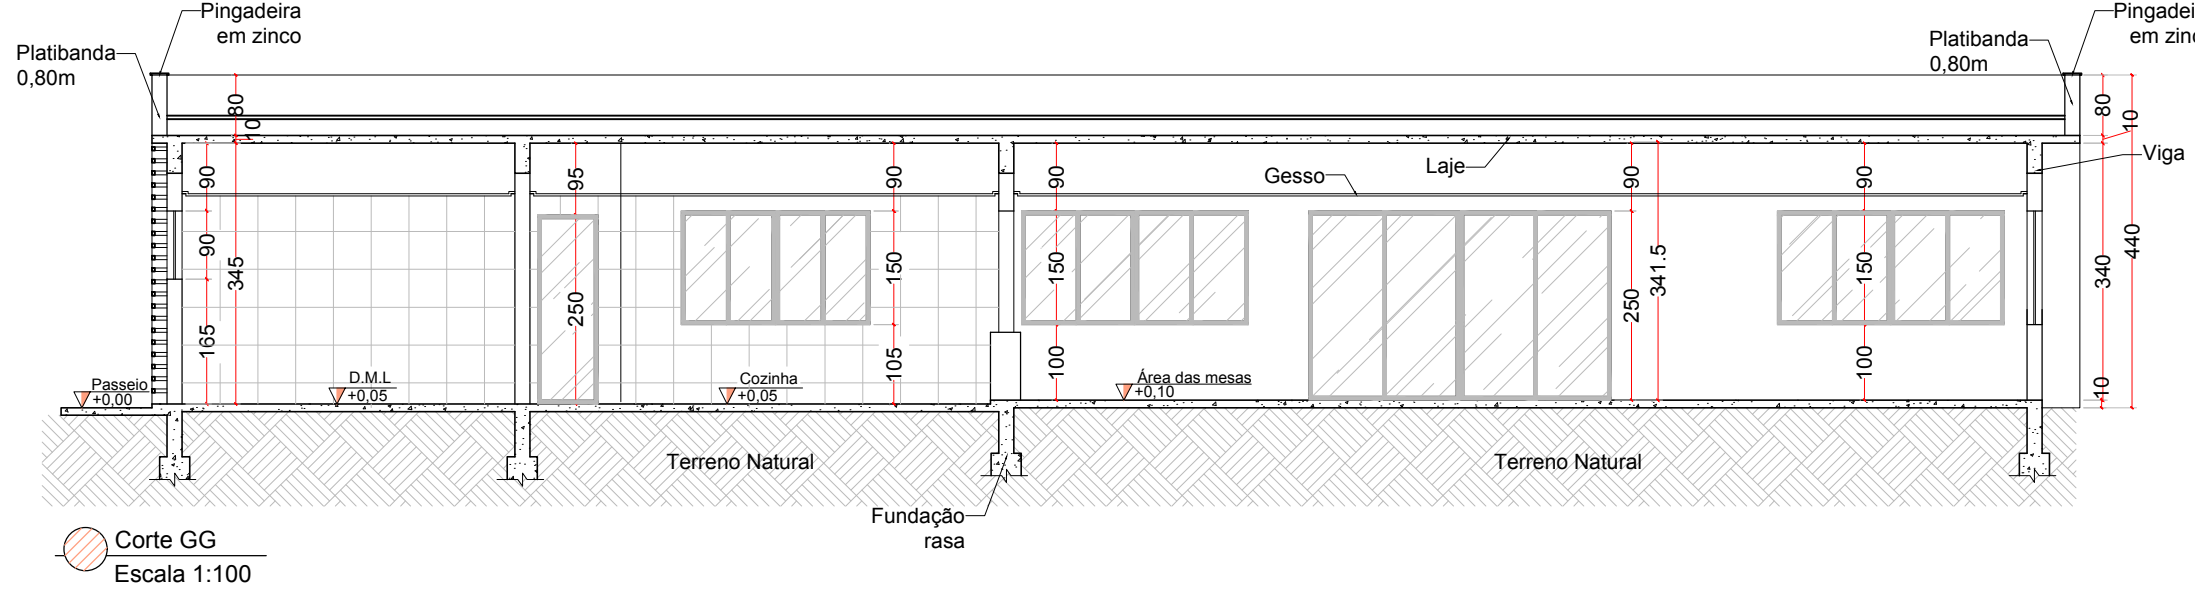 Pingadeira
em zinco
Platibanda
0,80m
Pingadei
em zinc
Platibanda
0,80m
80
10
80
10
Viga
Laje
Gesso
90
90
165
345
95
250
90
150
105
90
150
100
90
250
341.5
90
150
100
340
10
440
Passeio
+0,00
D.M.L
+0,05
Cozinha
+0,05
Área das mesas
+0,10
Terreno Natural
Terreno Natural
Fundação
rasa
Corte GG
Escala 1:100